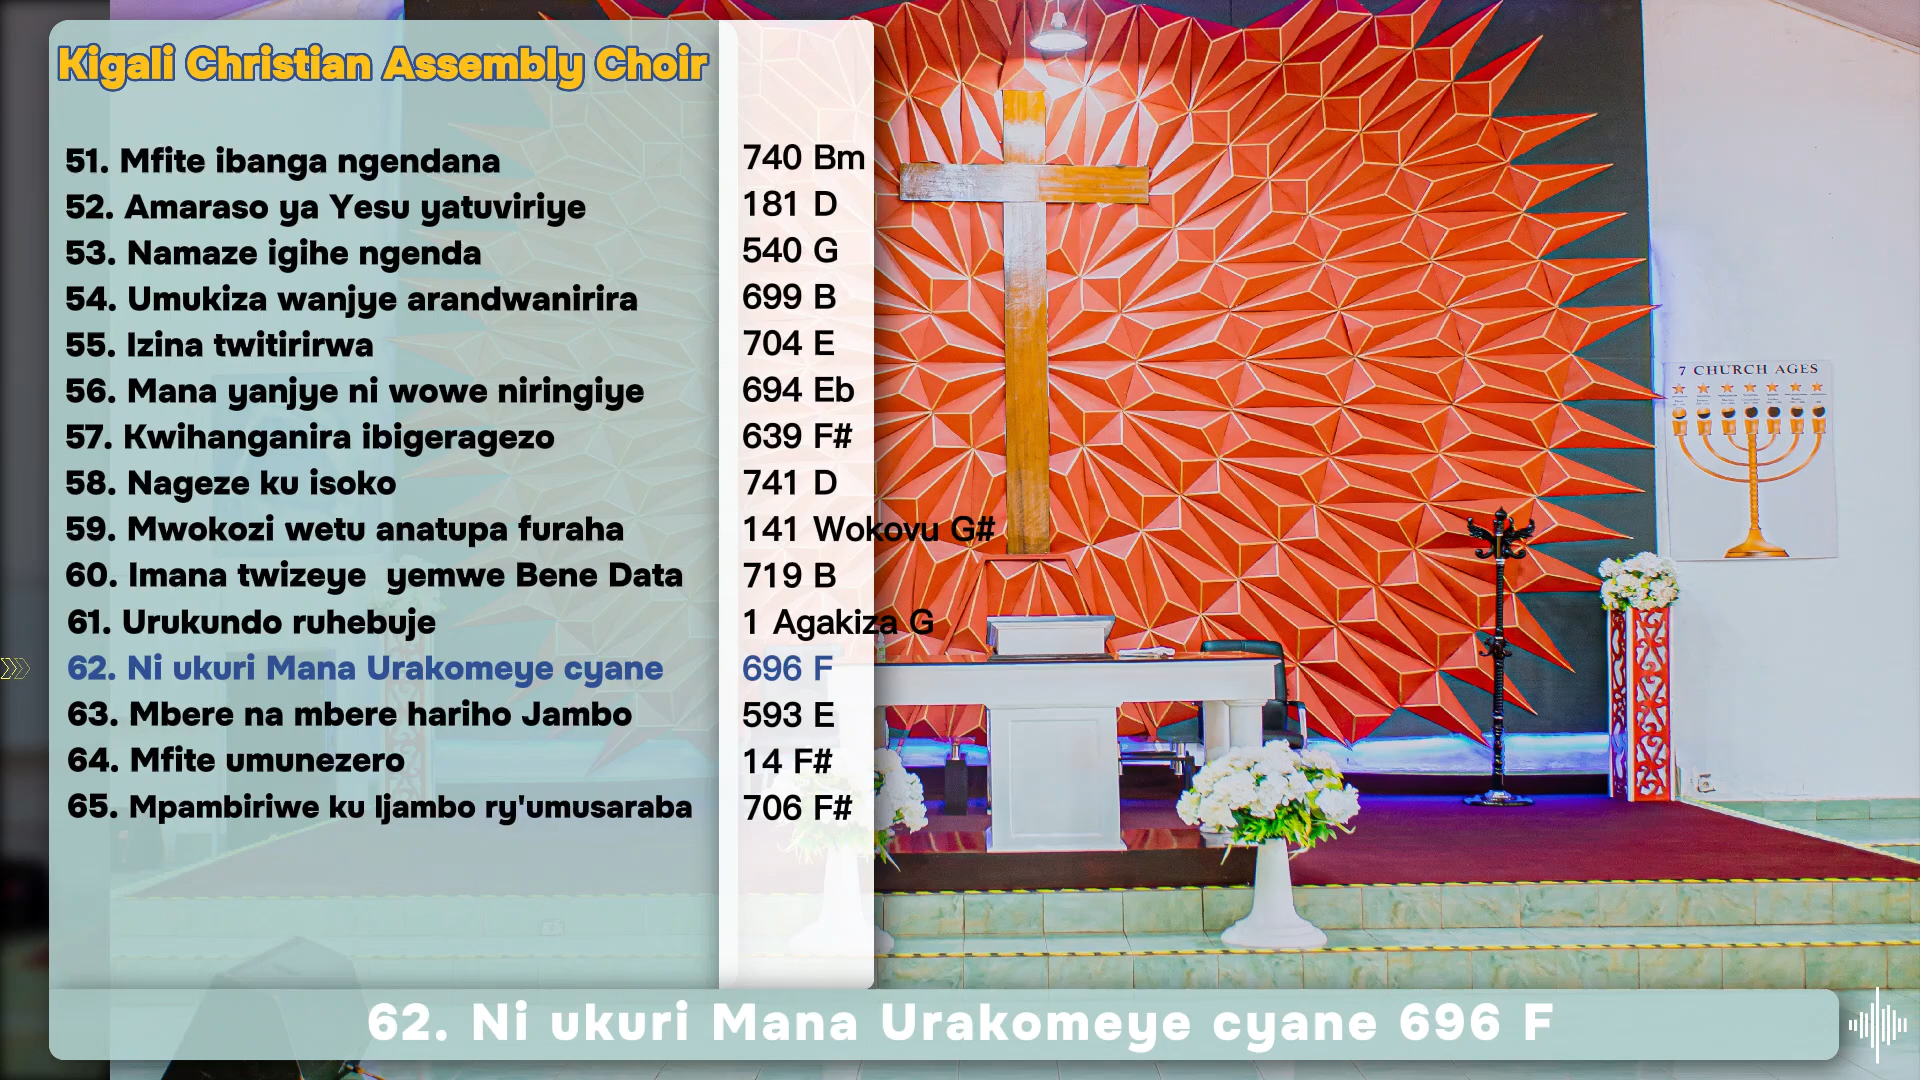 Kigali Christian Assembly Choir
51. Mfite ibanga ngendana 740 Bm
52. Amaraso ya Yesu yatuviriye 181 D
53. Namaze igihe ngenda 540 G
54. Umukiza wanjye arandwanirira 699 B
55. Izina twitirirwa 704 E
56. Mana yanjye ni wowe niringiye 694 Eb
57. Kwihanganira ibigeragezo 639 F#
58. Nageze ku isoko 741 D
59. Mwokozi wetu anatupa furaha 141 Wokovu G#
60. Imana twizeye  yemwe Bene Data 719 B
61. Urukundo ruhebuje 1 Agakiza G
62. Ni ukuri Mana Urakomeye cyane 696 F
63. Mbere na mbere hariho Jambo 593 E
64. Mfite umunezero 14 F#
65. Mpambiriwe ku Ijambo ry'umusaraba 706 F#
7 CHURCH AGES
62. Ni ukuri Mana Urakomeye cyane 696 F